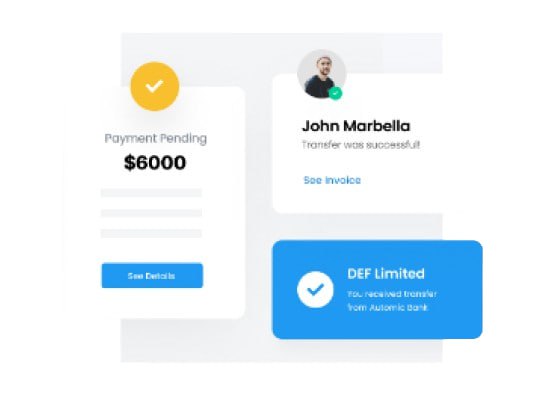 Payment Pending
$6000
See Details
John Marbella
Transfer was successful!
See Invoice
DEF Limited
You received transfer
from Automic Bank